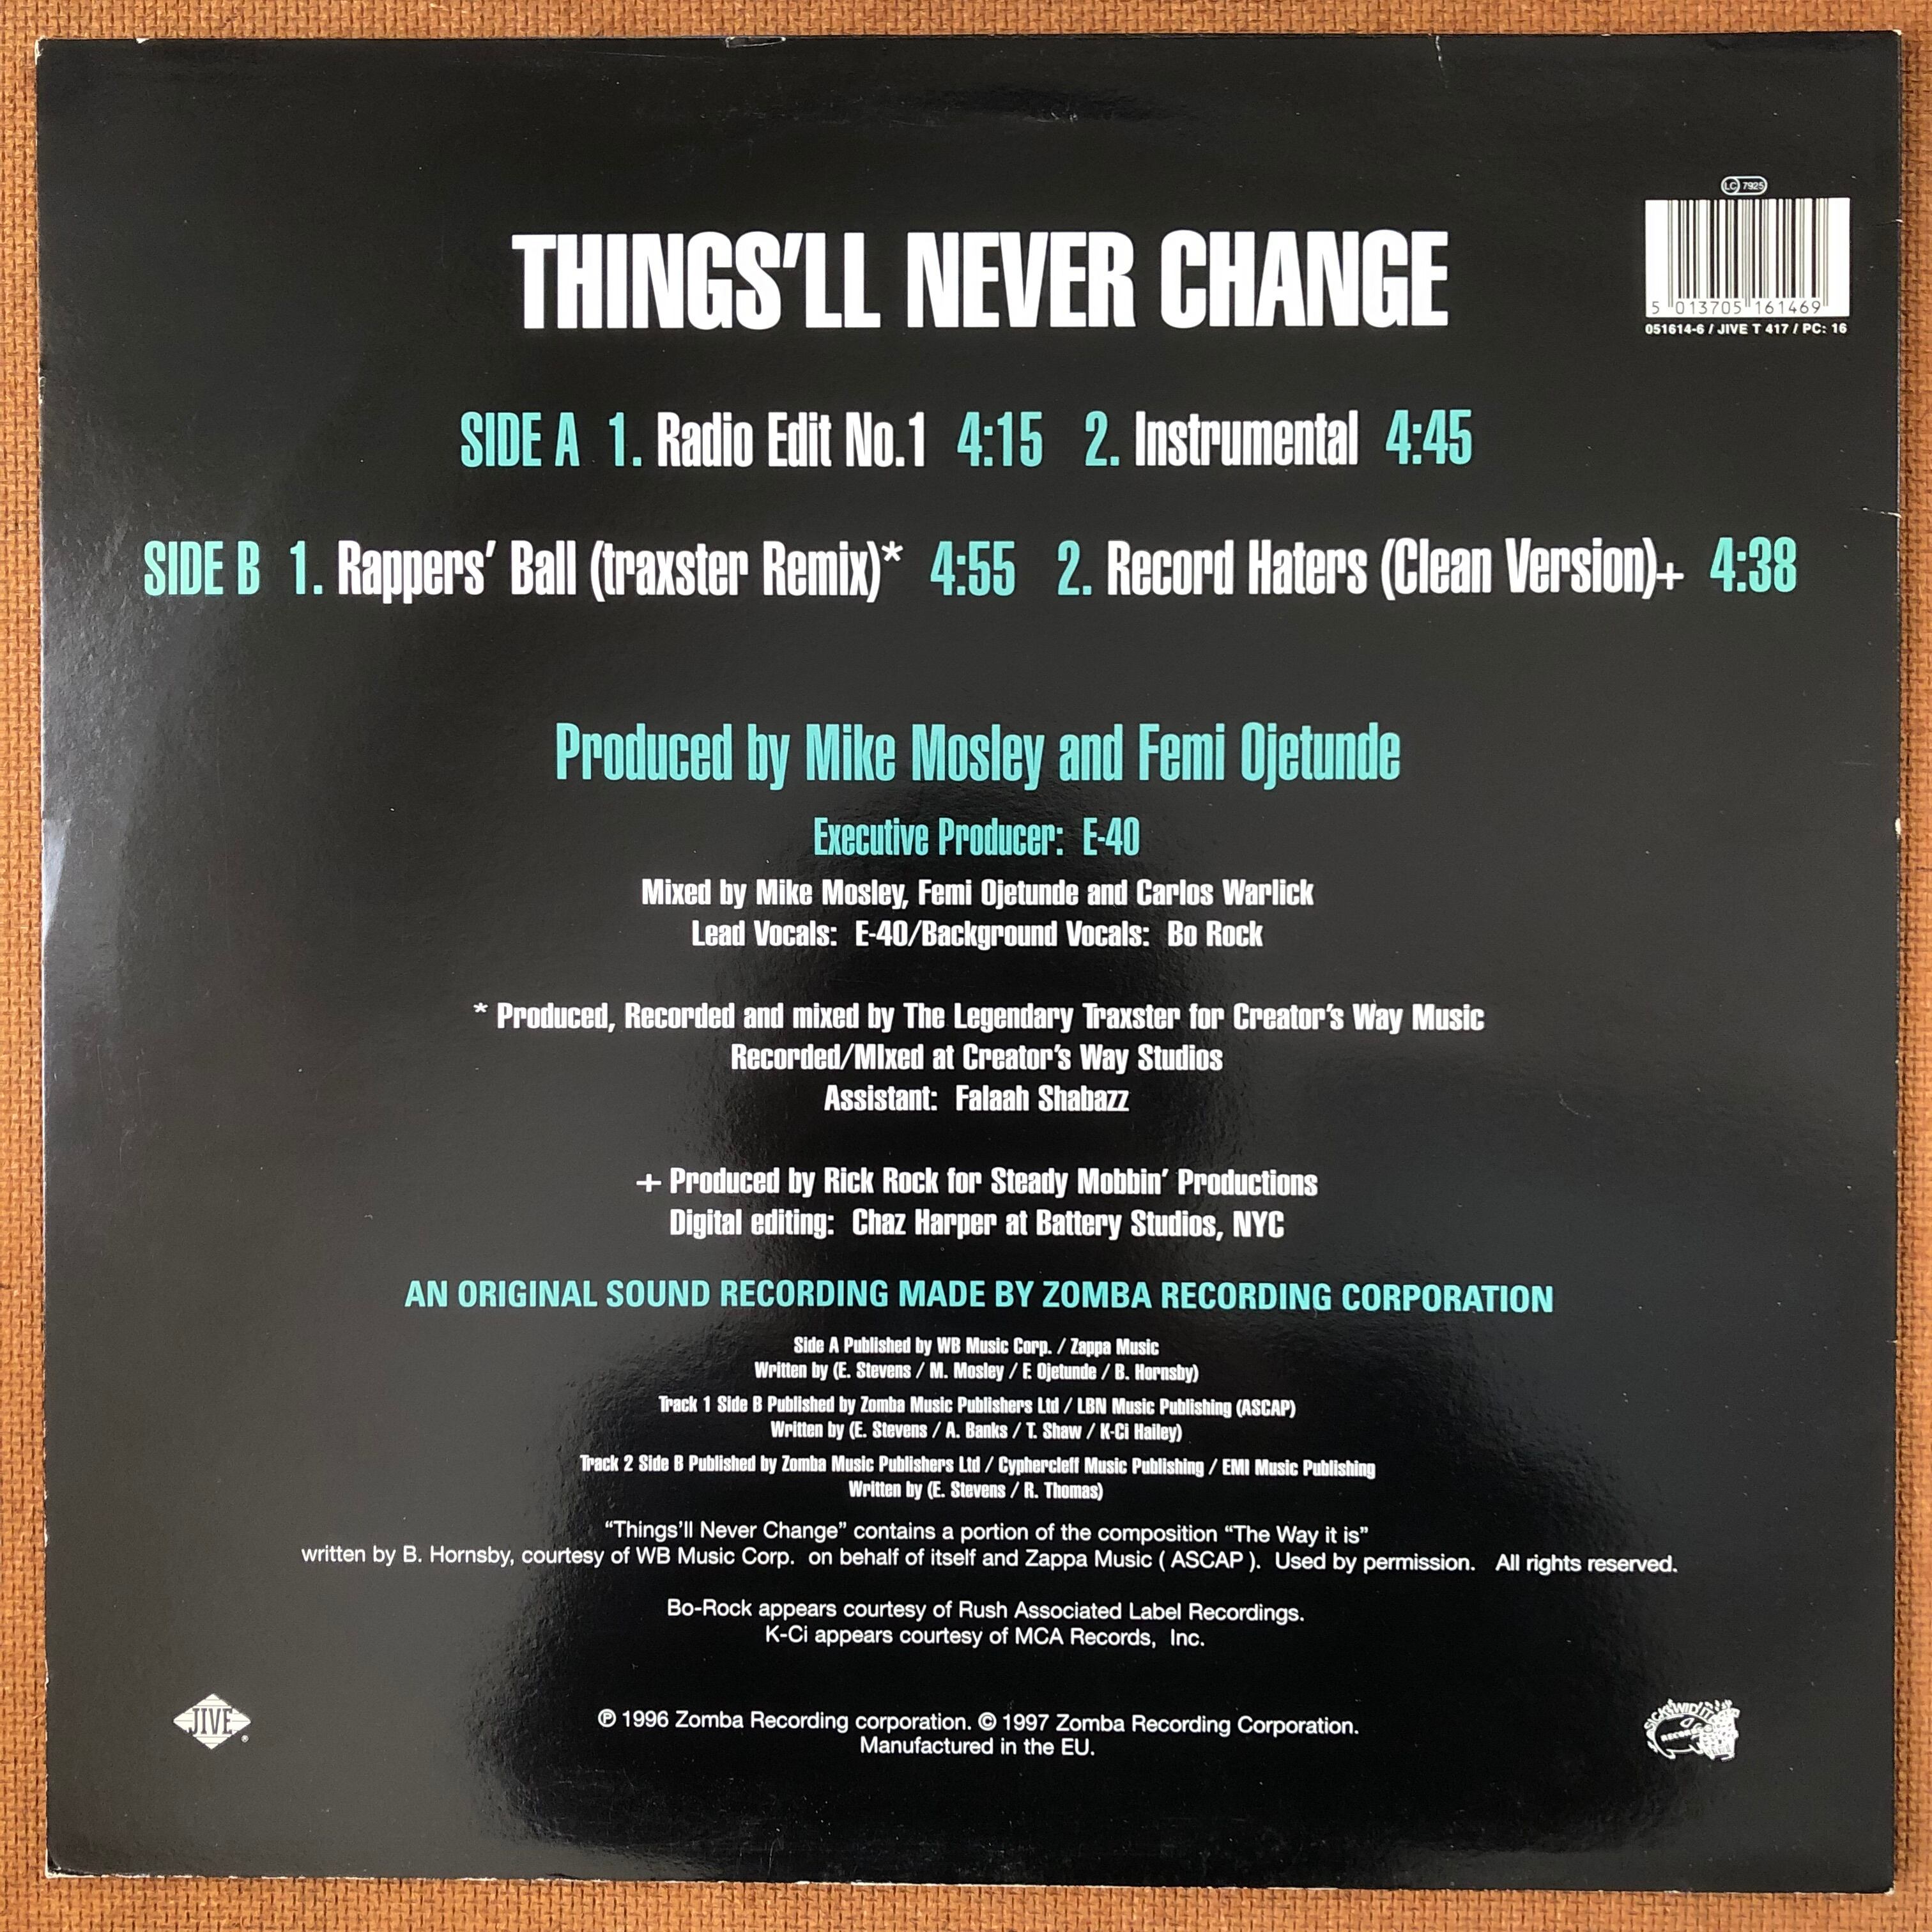 LC 7925
THINGS'LL NEVER CHANGE
5 013705 161469
051614-6 / JIVE T 417 / PC: 16
SIDE A 1. Radio Edit No.1 4:15 2. Instrumental 4:45
SIDE B 1. Rappers' Ball (traxster Remix)* 4:55 2. Record Haters (Clean Version)+ 4:38
Produced by Mike Mosley and Femi Ojetunde
Executive Producer: E-40
Mixed by Mike Mosley, Femi Ojetunde and Carlos Warlick
Lead Vocals: E-40/Background Vocals: Bo Rock
* Produced, Recorded and mixed by The Legendary Traxster for Creator's Way Music
Recorded/MIxed at Creator's Way Studios
Assistant: Falaah Shabazz
+ Produced by Rick Rock for Steady Mobbin' Productions
Digital editing: Chaz Harper at Battery Studios, NYC
AN ORIGINAL SOUND RECORDING MADE BY ZOMBA RECORDING CORPORATION
Side A Published by WB Music Corp. / Zappa Music
Written by (E. Stevens / M. Mosley / F. Ojetunde / B. Hornsby)
Track 1 Side B Published by Zomba Music Publishers Ltd / LBN Music Publishing (ASCAP)
Written by (E. Stevens / A. Banks / T. Shaw / K-Ci Hailey)
Track 2 Side B Published by Zomba Music Publishers Ltd / Cyphercleff Music Publishing / EMI Music Publishing
Written by (E. Stevens / R. Thomas)
"Things'll Never Change" contains a portion of the composition "The Way it is"
written by B. Hornsby, courtesy of WB Music Corp. on behalf of itself and Zappa Music ( ASCAP ). Used by permission. All rights reserved.
Bo-Rock appears courtesy of Rush Associated Label Recordings.
K-Ci appears courtesy of MCA Records, Inc.
JIVE ®
℗ 1996 Zomba Recording corporation. © 1997 Zomba Recording Corporation.
Manufactured in the EU.
SICK WID' IT
RECORDS